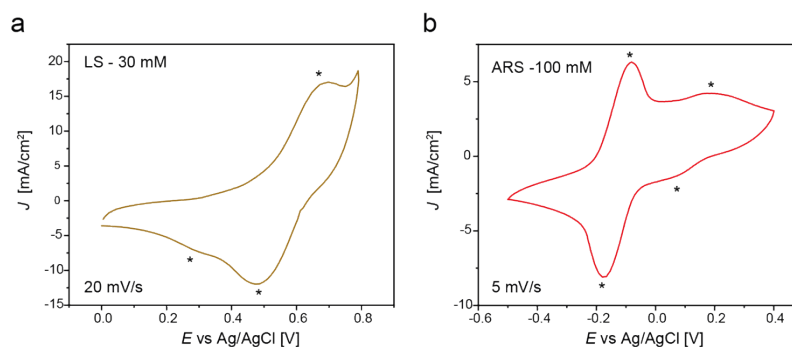 a
LS - 30 mM
*
*
*
20 mV/s
J [mA/cm²]
20
15
10
5
0
-5
-10
-15
0.0 0.2 0.4 0.6 0.8
E vs Ag/AgCl [V]
b
ARS -100 mM
*
*
*
*
5 mV/s
J [mA/cm²]
5
0
-5
-10
-0.6 -0.4 -0.2 0.0 0.2 0.4
E vs Ag/AgCl [V]